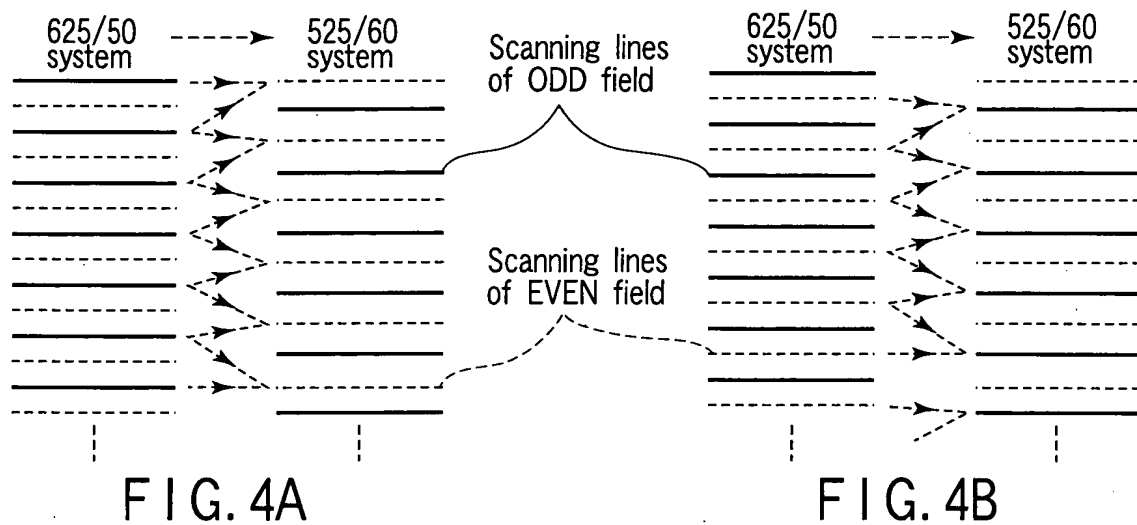 625/50
system
525/60
system
Scanning lines
of ODD field
625/50
system
525/60
system
Scanning lines
of EVEN field
FIG. 4A
FIG. 4B